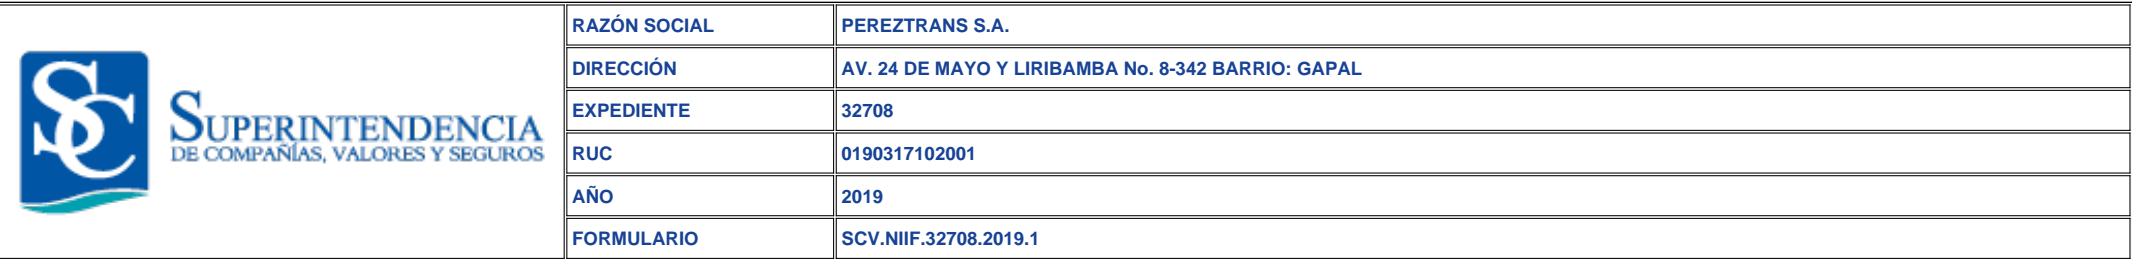 SC
SUPERINTENDENCIA
DE COMPAÑÍAS, VALORES Y SEGUROS
RAZÓN SOCIAL PEREZTRANS S.A.
DIRECCIÓN AV. 24 DE MAYO Y LIRIBAMBA No. 8-342 BARRIO: GAPAL
EXPEDIENTE 32708
RUC 0190317102001
AÑO 2019
FORMULARIO SCV.NIIF.32708.2019.1